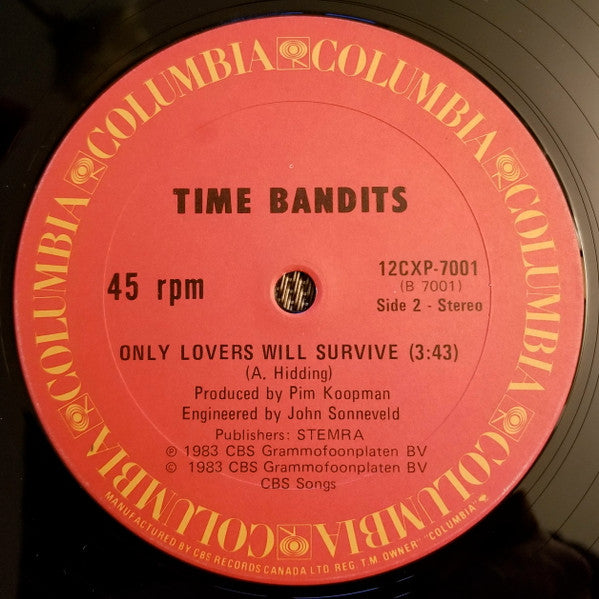 COLUMBIA COLUMBIA COLUMBIA COLUMBIA COLUMBIA COLUMBIA COLUMBIA COLUMBIA
TIME BANDITS
45 rpm
12CXP-7001
(B 7001)
Side 2 - Stereo
ONLY LOVERS WILL SURVIVE (3:43)
(A. Hidding)
Produced by Pim Koopman
Engineered by John Sonneveld
Publishers: STEMRA
℗ 1983 CBS Grammofoonplaten BV
© 1983 CBS Grammofoonplaten BV
CBS Songs
MANUFACTURED BY CBS RECORDS CANADA LTD REG. T.M. OWNER "COLUMBIA"